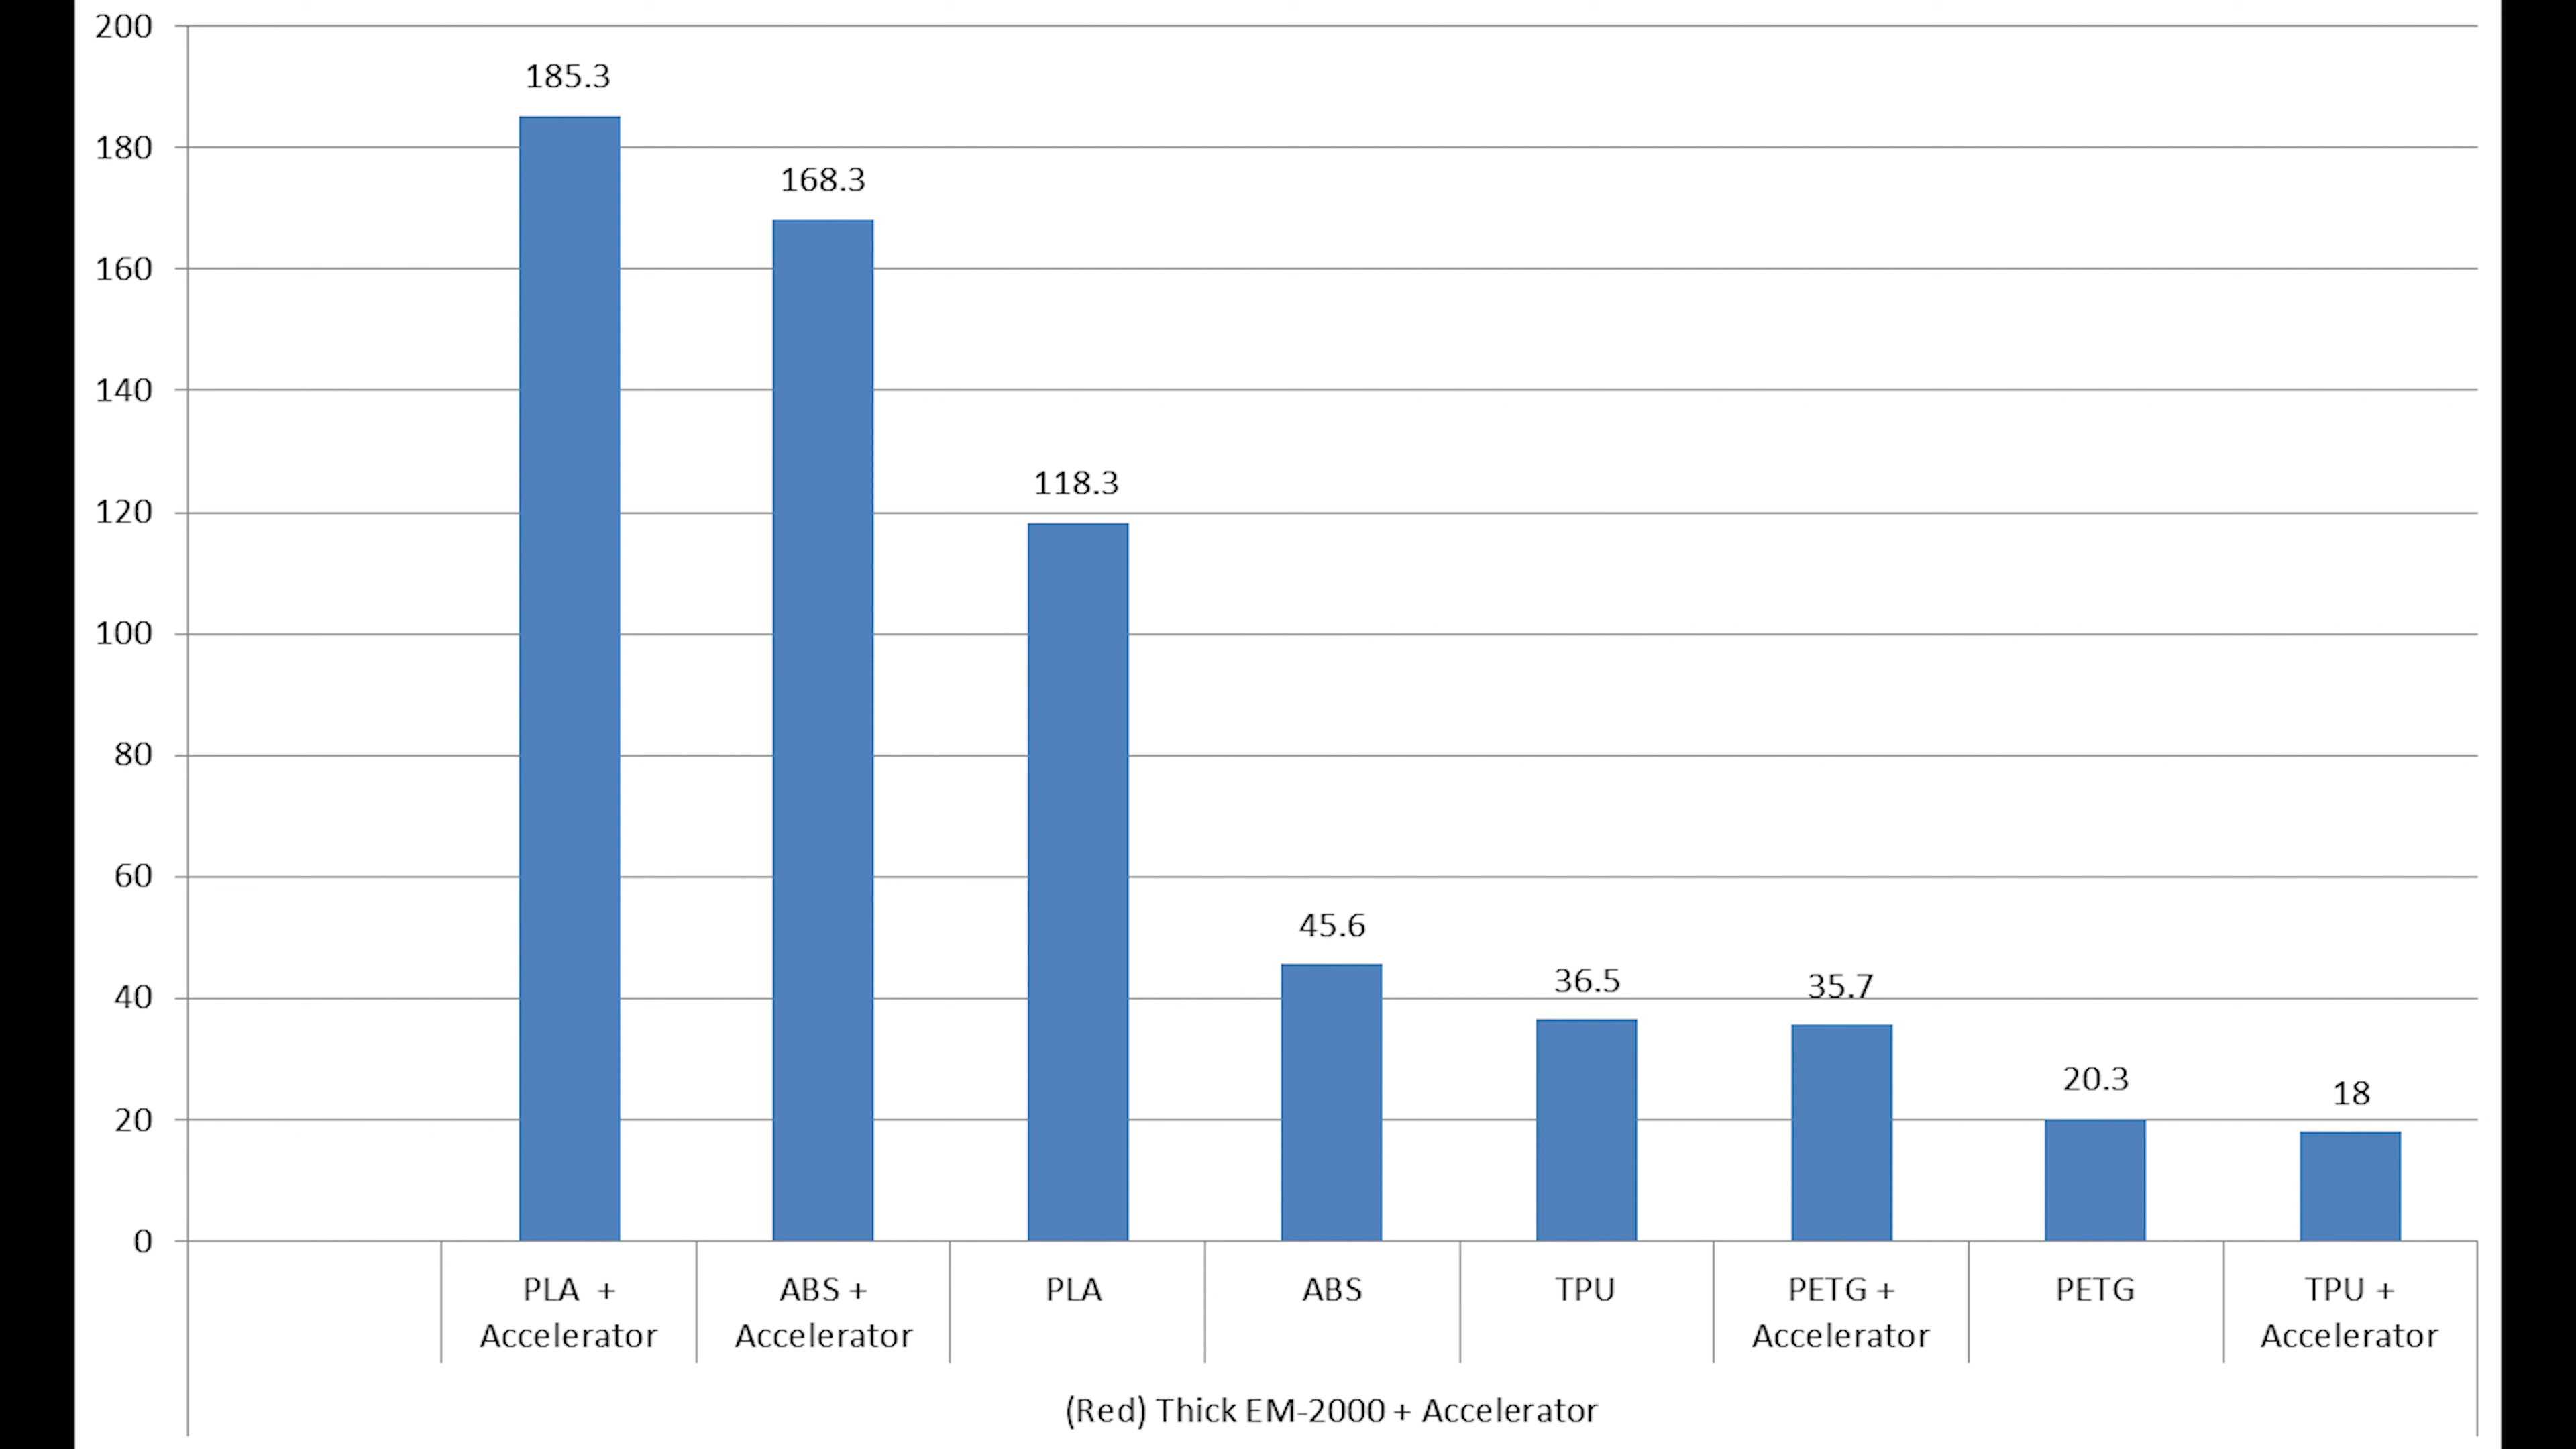 200
180
160
140
120
100
80
60
40
20
0
185.3
168.3
118.3
45.6
36.5
35.7
20.3
18
PLA +
Accelerator
ABS +
Accelerator
PLA
ABS
TPU
PETG +
Accelerator
PETG
TPU +
Accelerator
(Red) Thick EM-2000 + Accelerator